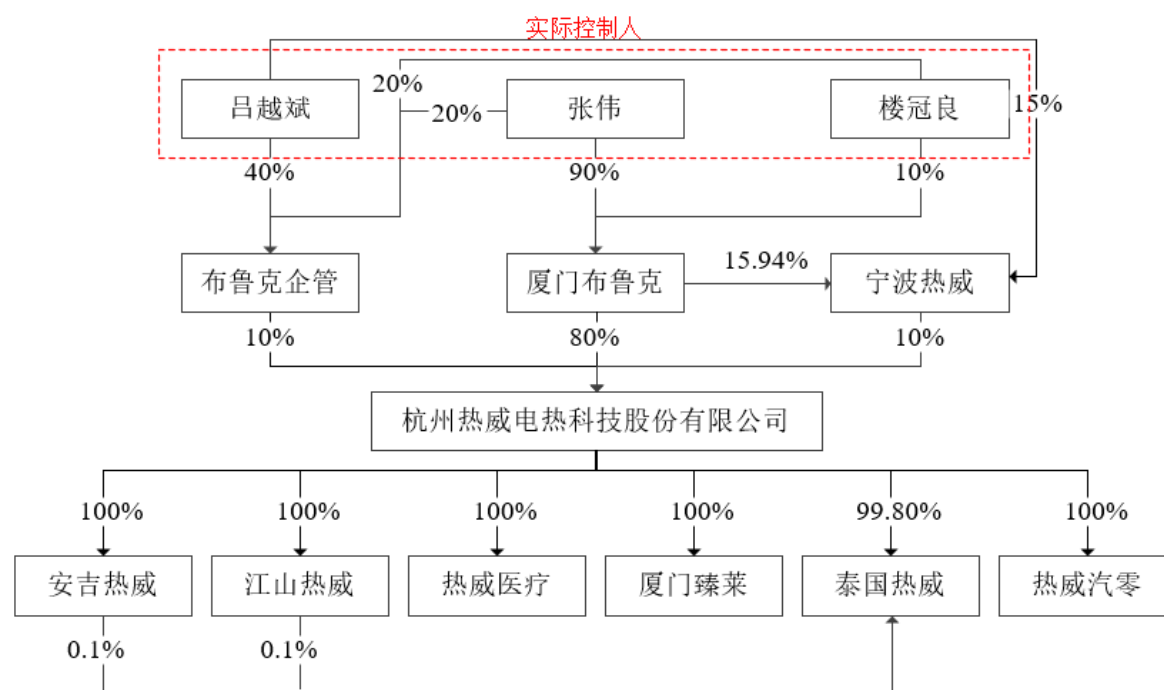 实际控制人
吕越斌
20%
20%
张伟
楼冠良
15%
40%
90%
10%
布鲁克企管
厦门布鲁克
15.94%
宁波热威
10%
80%
10%
杭州热威电热科技股份有限公司
100%
100%
100%
100%
99.80%
100%
安吉热威
江山热威
热威医疗
厦门臻莱
泰国热威
热威汽零
0.1%
0.1%